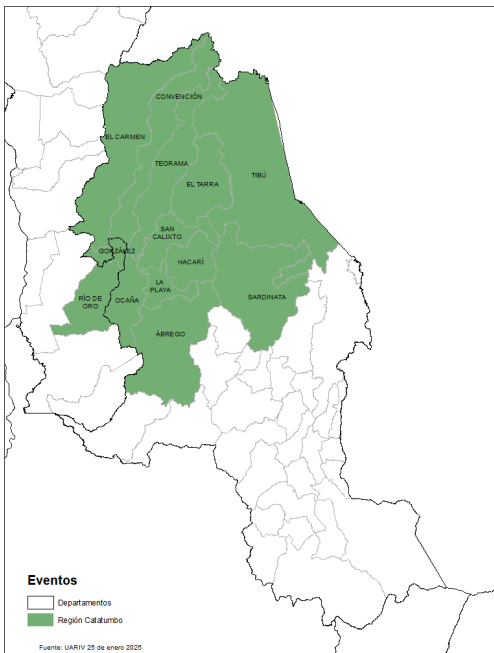 CONVENCIÓN
EL CARMEN
TEORAMA
EL TARRA
TIBÚ
SAN
CALIXTO
GONZÁLEZ
HACARÍ
LA
PLAYA
RÍO DE
ORO
OCAÑA
SARDINATA
ÁBREGO
Eventos
Departamentos
Región Catatumbo
Fuente: UARIV 25 de enero 2025